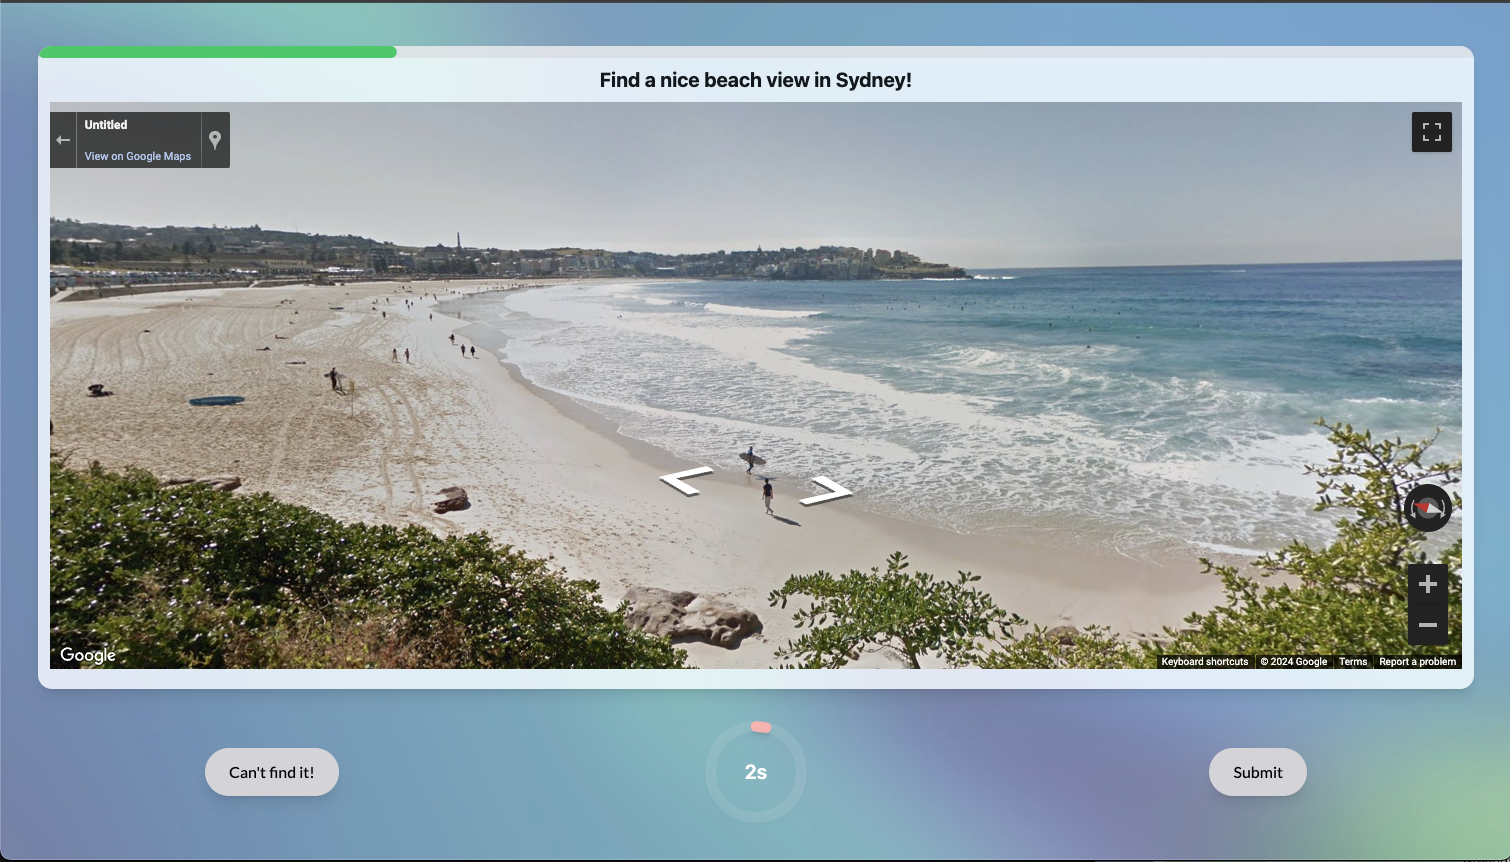 Find a nice beach view in Sydney!
Untitled
View on Google Maps
Google
Keyboard shortcuts
© 2024 Google
Terms
Report a problem
Can't find it!
2s
Submit